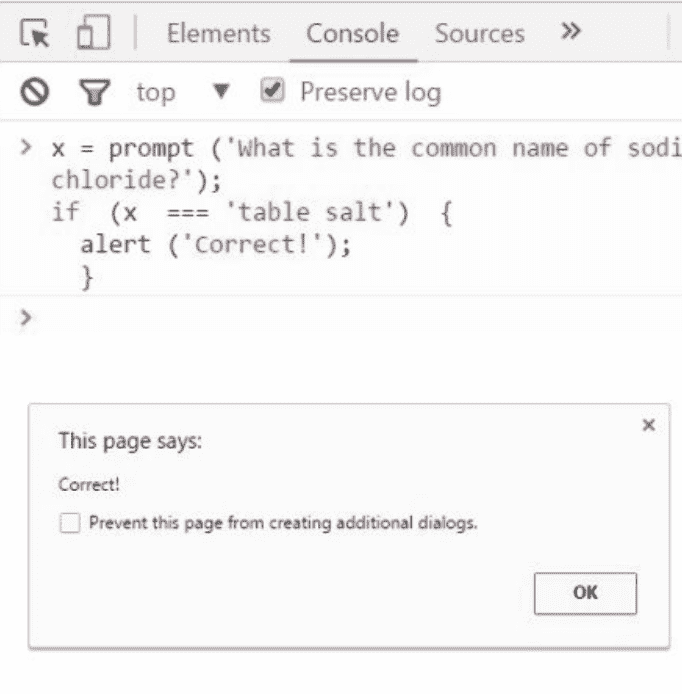 Elements Console Sources »
top ▼ Preserve log
> x = prompt ('What is the common name of sodi
chloride?');
if (x === 'table salt') {
alert ('Correct!');
}
>
This page says:
Correct!
Prevent this page from creating additional dialogs.
OK